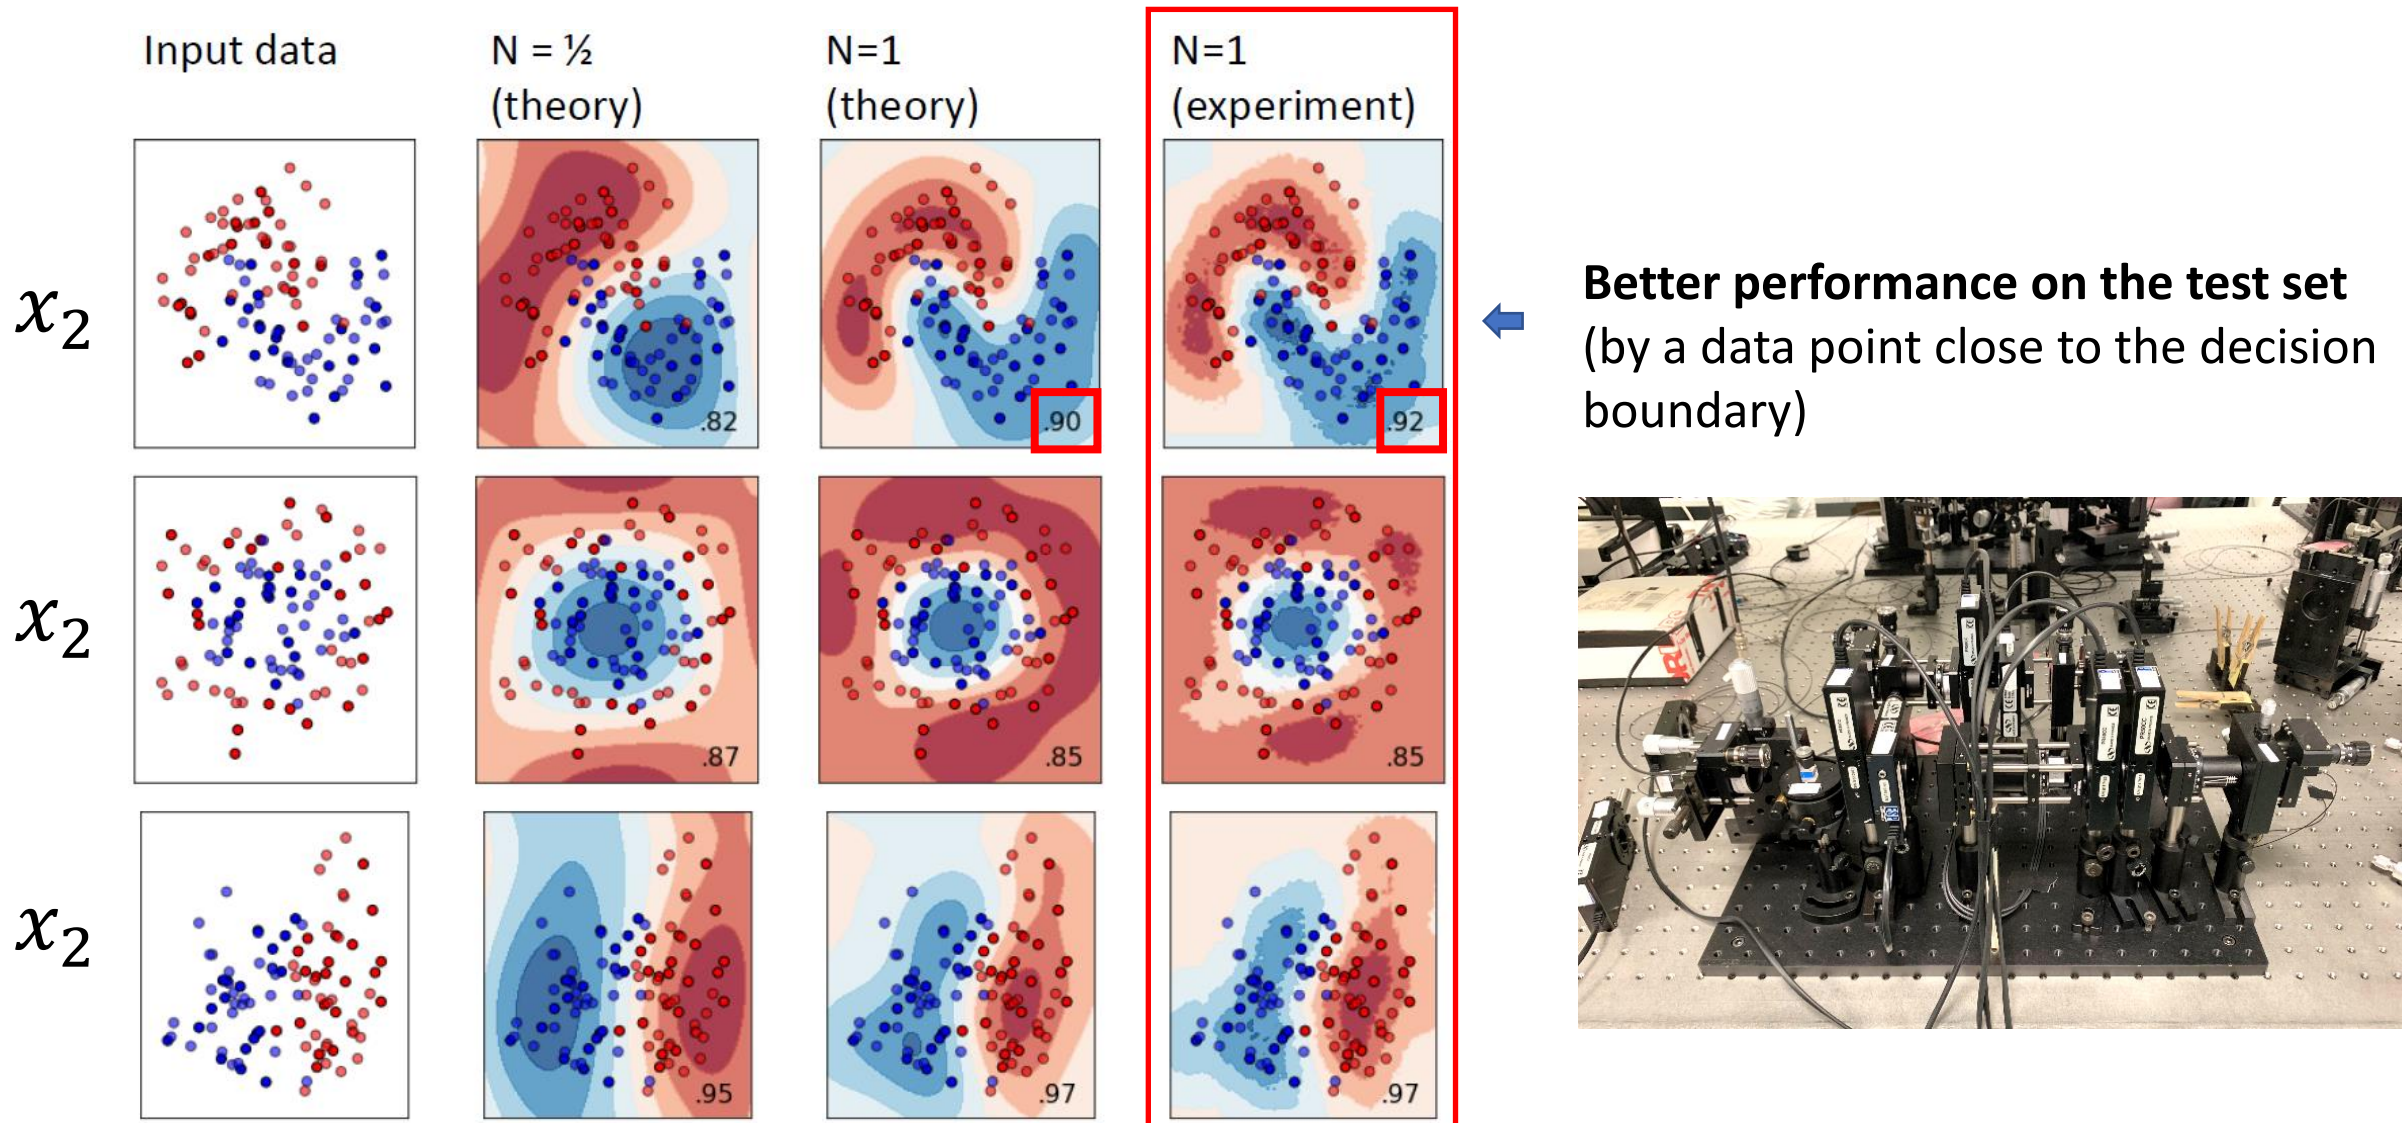 Input data
N = ½
(theory)
N=1
(theory)
N=1
(experiment)
x₂
.82
.90
.92
Better performance on the test set
(by a data point close to the decision
boundary)
x₂
.87
.85
.85
x₂
.95
.97
.97